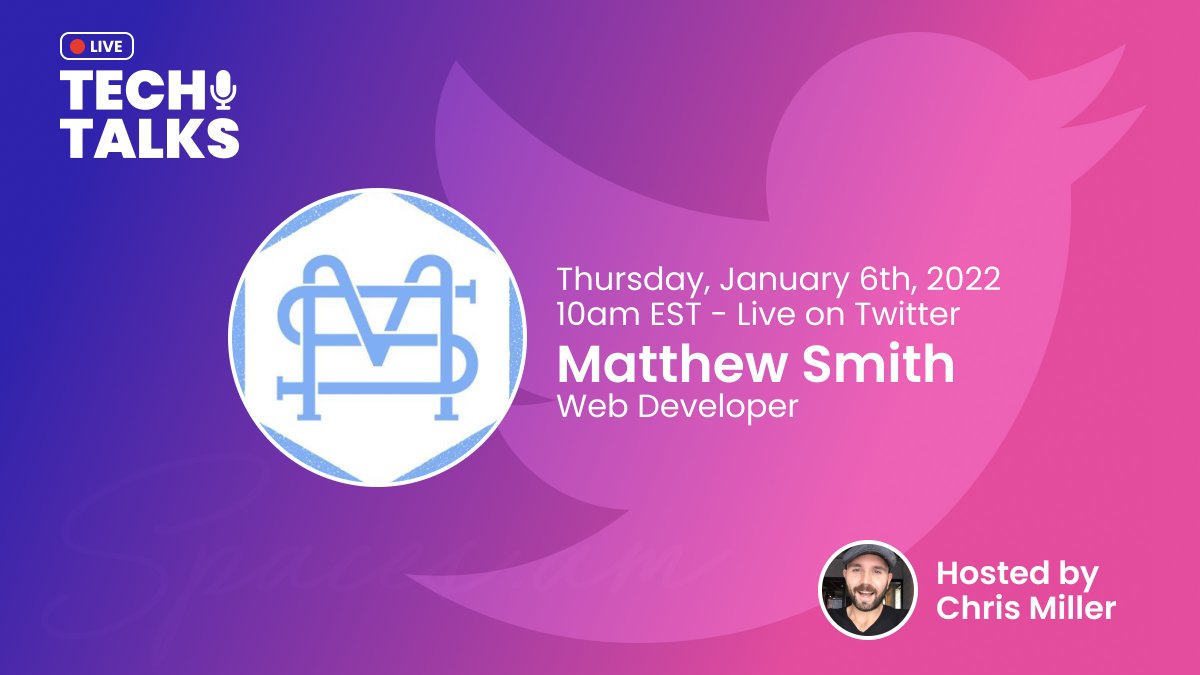 LIVE
TECH
TALKS
MS
Thursday, January 6th, 2022
10am EST - Live on Twitter
Matthew Smith
Web Developer
Hosted by
Chris Miller